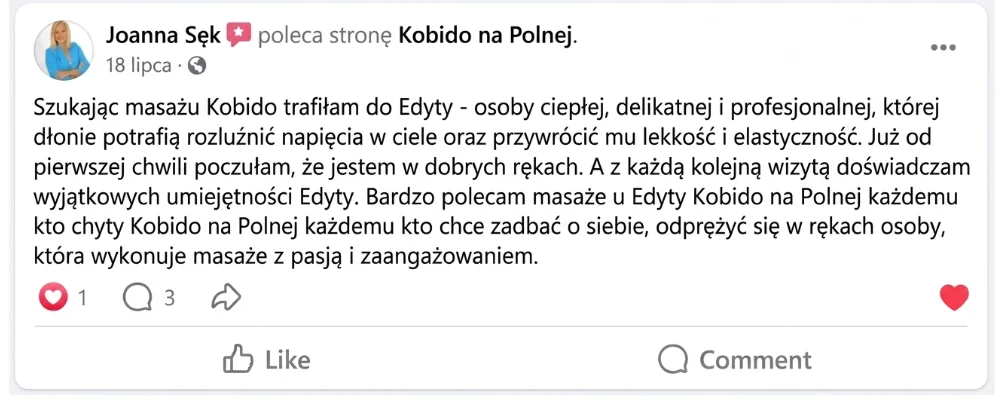 Joanna Sęk poleca stronę Kobido na Polnej.
18 lipca ·
Szukając masażu Kobido trafiłam do Edyty - osoby ciepłej, delikatnej i profesjonalnej, której
dłonie potrafią rozluźnić napięcia w ciele oraz przywrócić mu lekkość i elastyczność. Już od
pierwszej chwili poczułam, że jestem w dobrych rękach. A z każdą kolejną wizytą doświadczam
wyjątkowych umiejętności Edyty. Bardzo polecam masaże u Edyty Kobido na Polnej każdemu
kto chyty Kobido na Polnej każdemu kto chce zadbać o siebie, odprężyć się w rękach osoby,
która wykonuje masaże z pasją i zaangażowaniem.
1 3
Like Comment